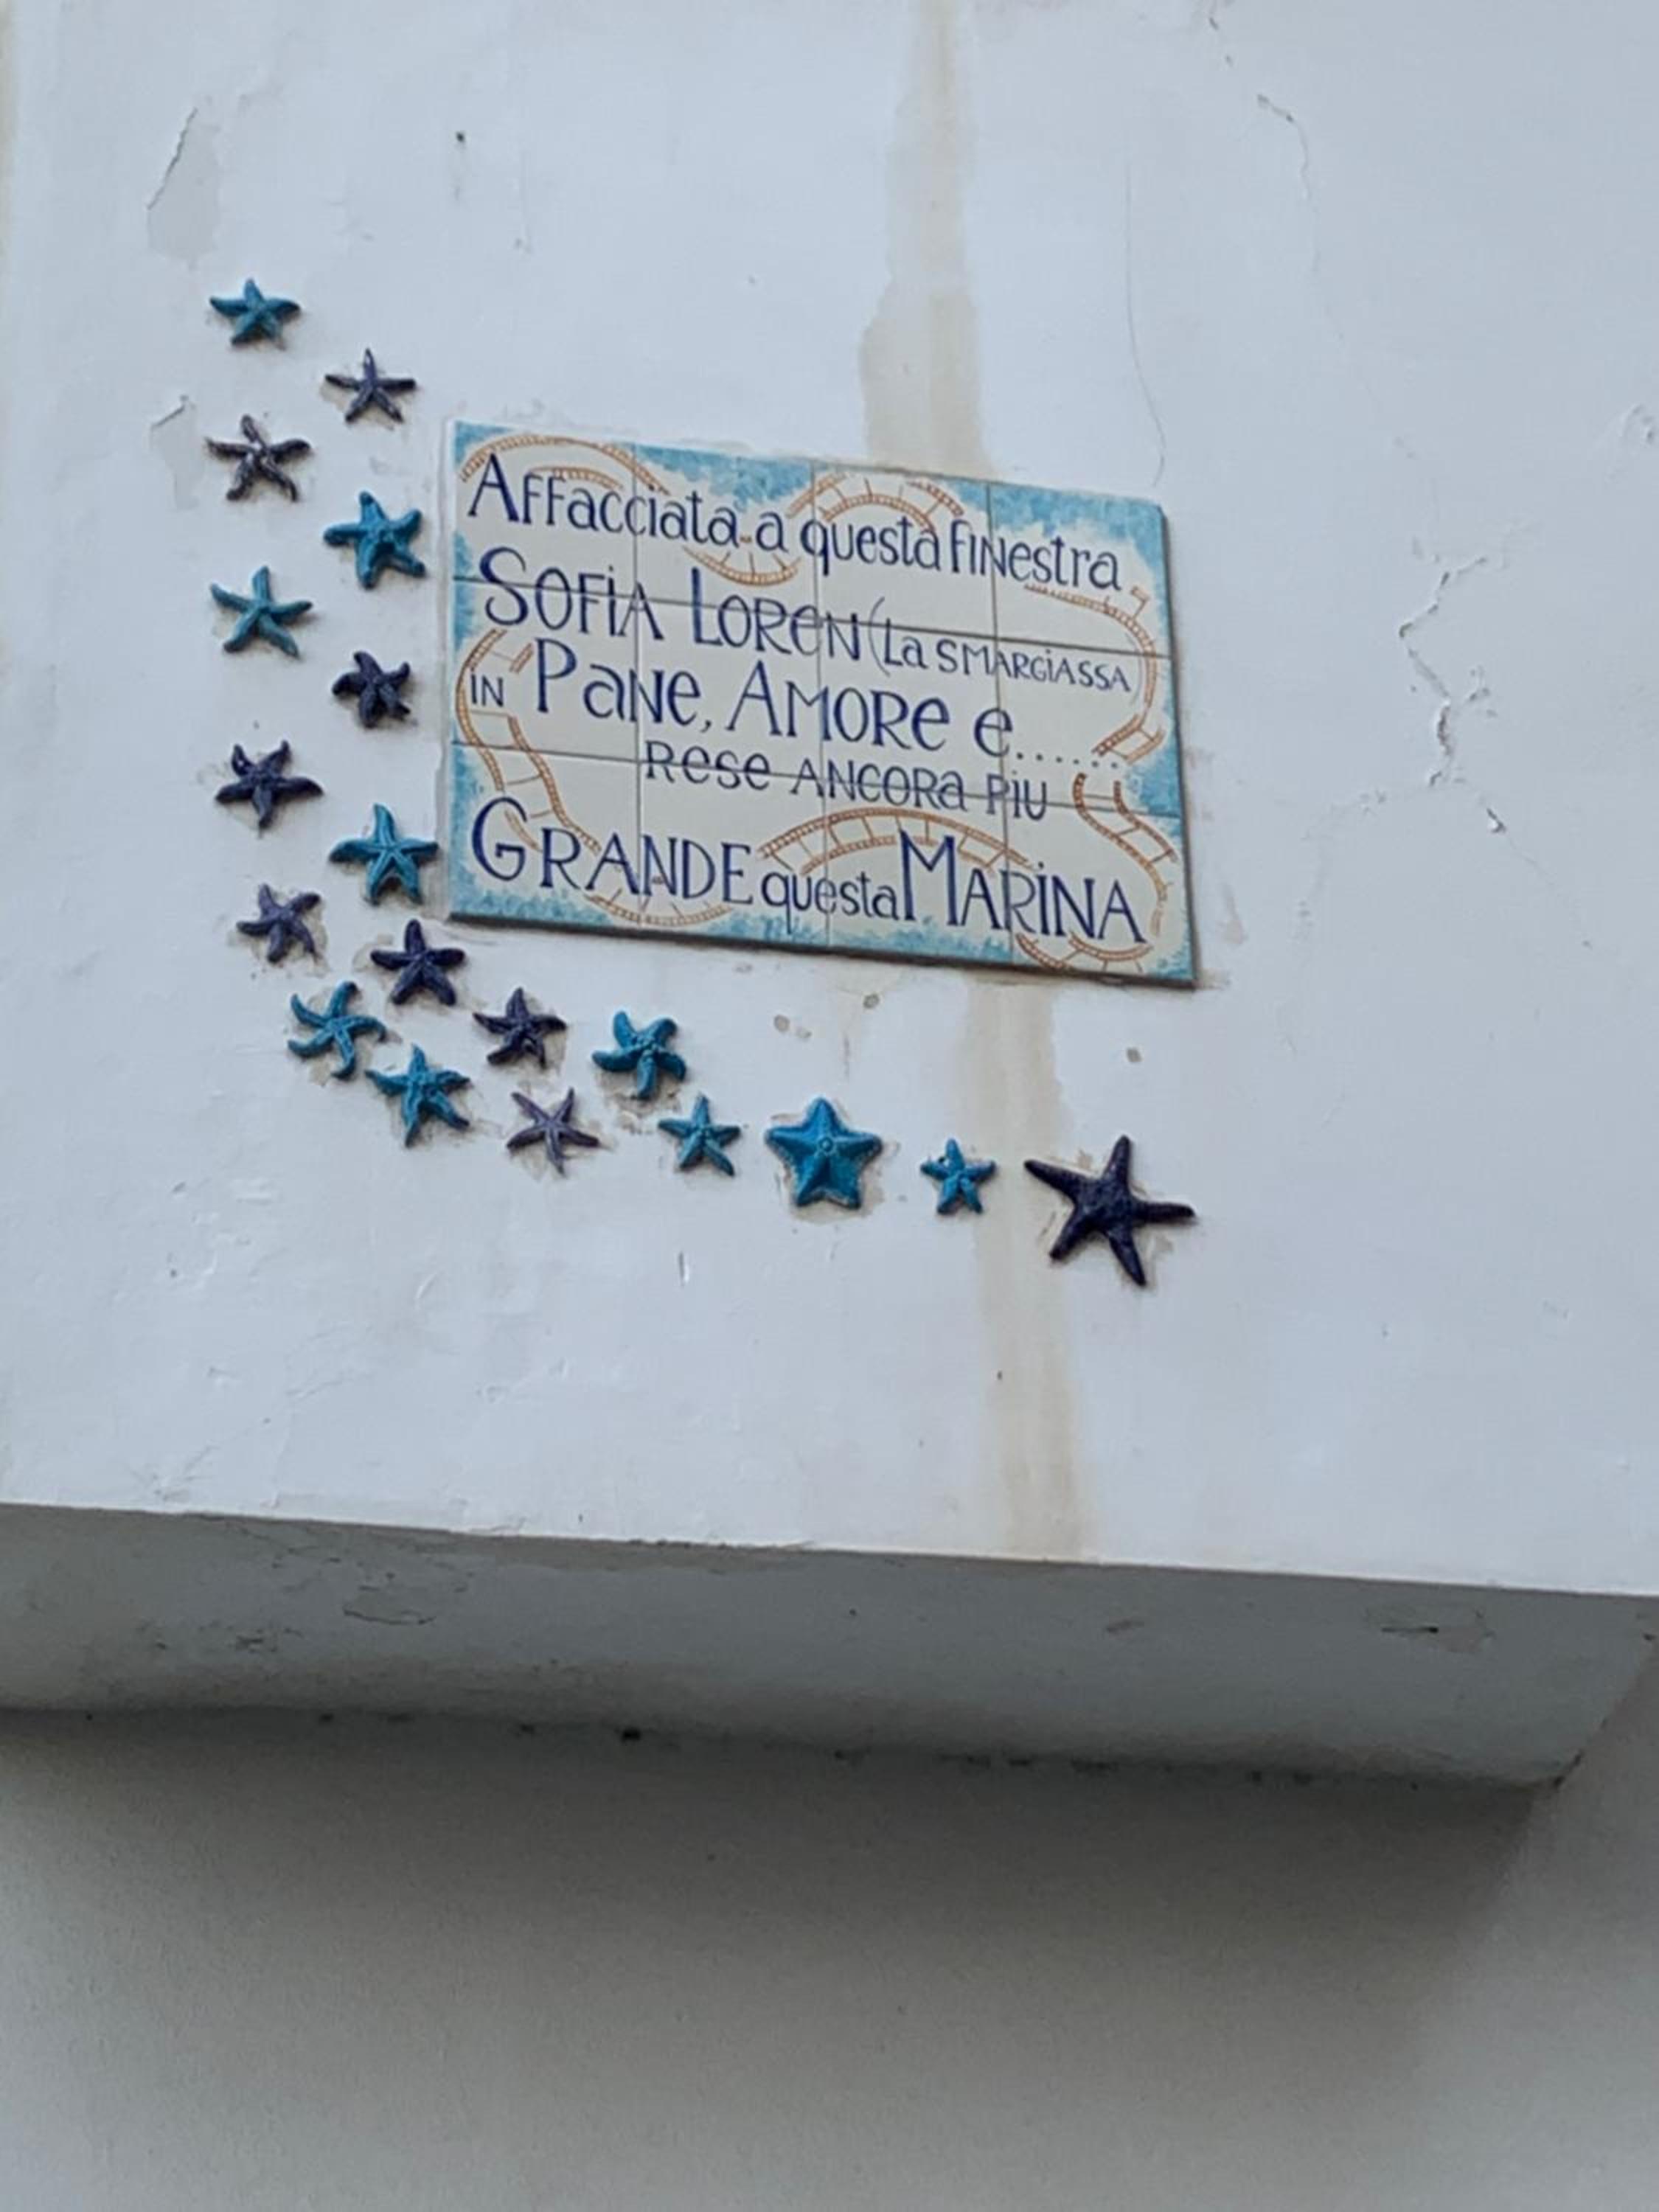 Affacciata a questa finestra
Sofia Loren (La smargiassa
in Pane, Amore e......
Rese ancora più
Grande questa Marina